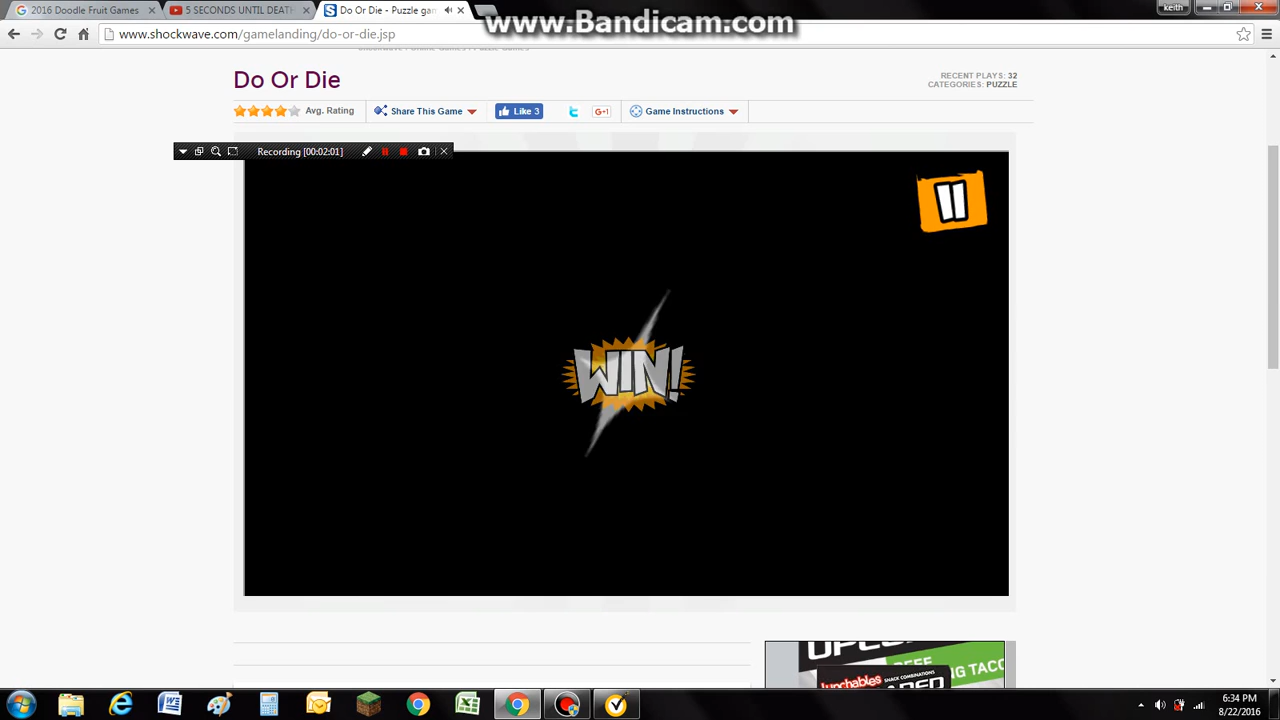 2016 Doodle Fruit Games
5 SECONDS UNTIL DEATH
Do Or Die - Puzzle gam
www.Bandicam.com
keith
www.shockwave.com/gamelanding/do-or-die.jsp
Do Or Die
RECENT PLAYS: 32
CATEGORIES: PUZZLE
Avg. Rating
Share This Game
Like 3
G+1
Game Instructions
Recording [00:02:01]
WIN!
Lunchables
SNACK COMBINATIONS
6:34 PM
8/22/2016